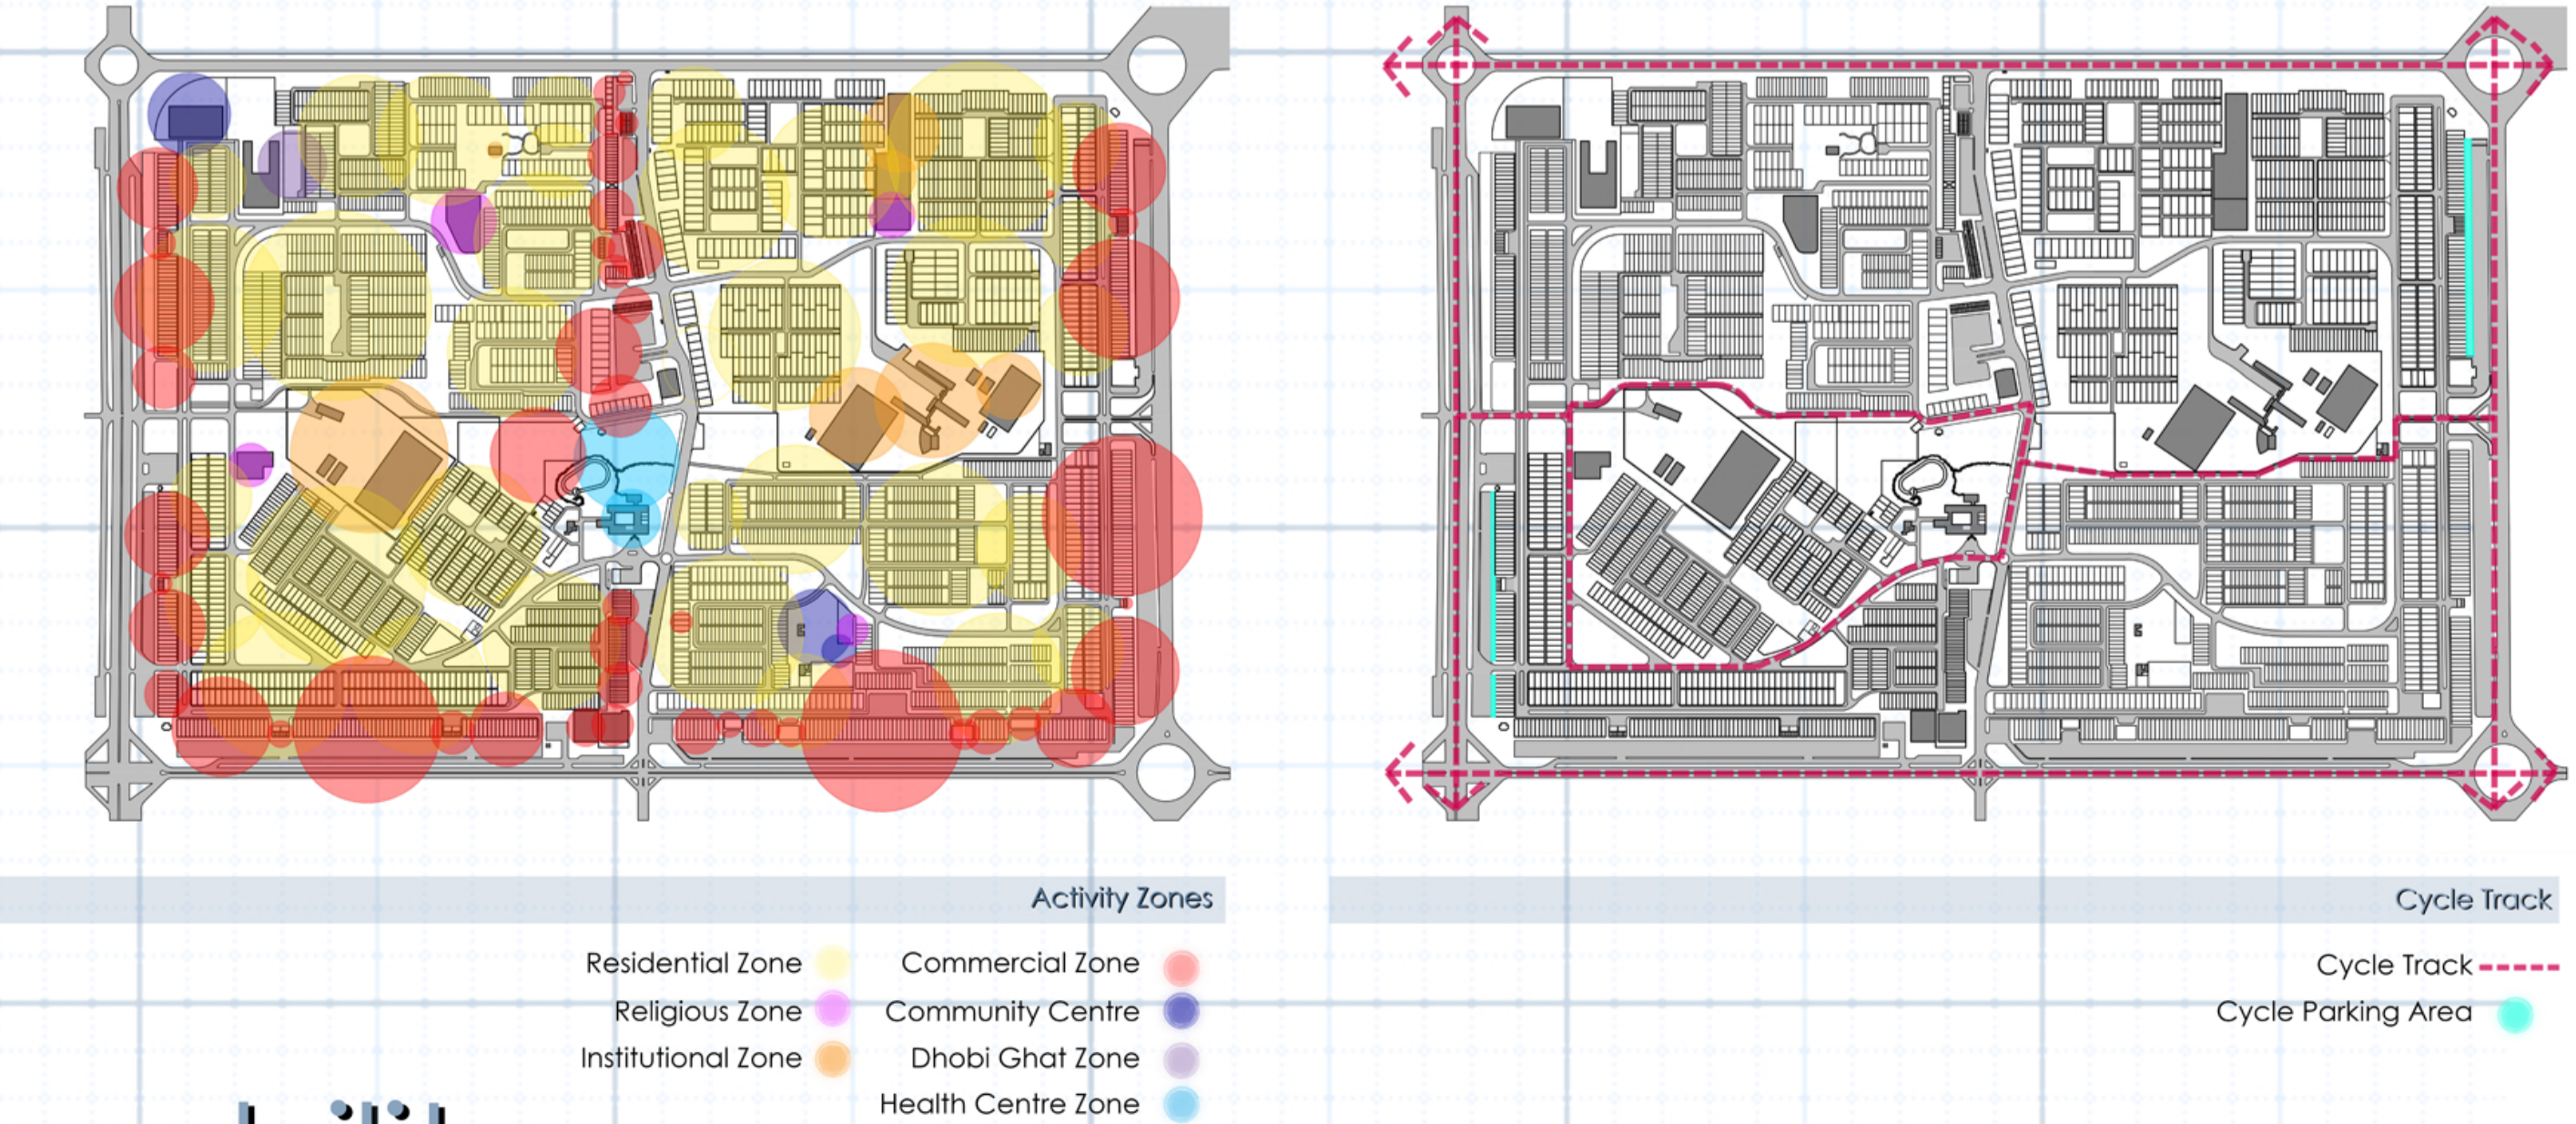 Activity Zones
Residential Zone
Religious Zone
Institutional Zone
Commercial Zone
Community Centre
Dhobi Ghat Zone
Health Centre Zone
Cycle Track
Cycle Track
Cycle Parking Area